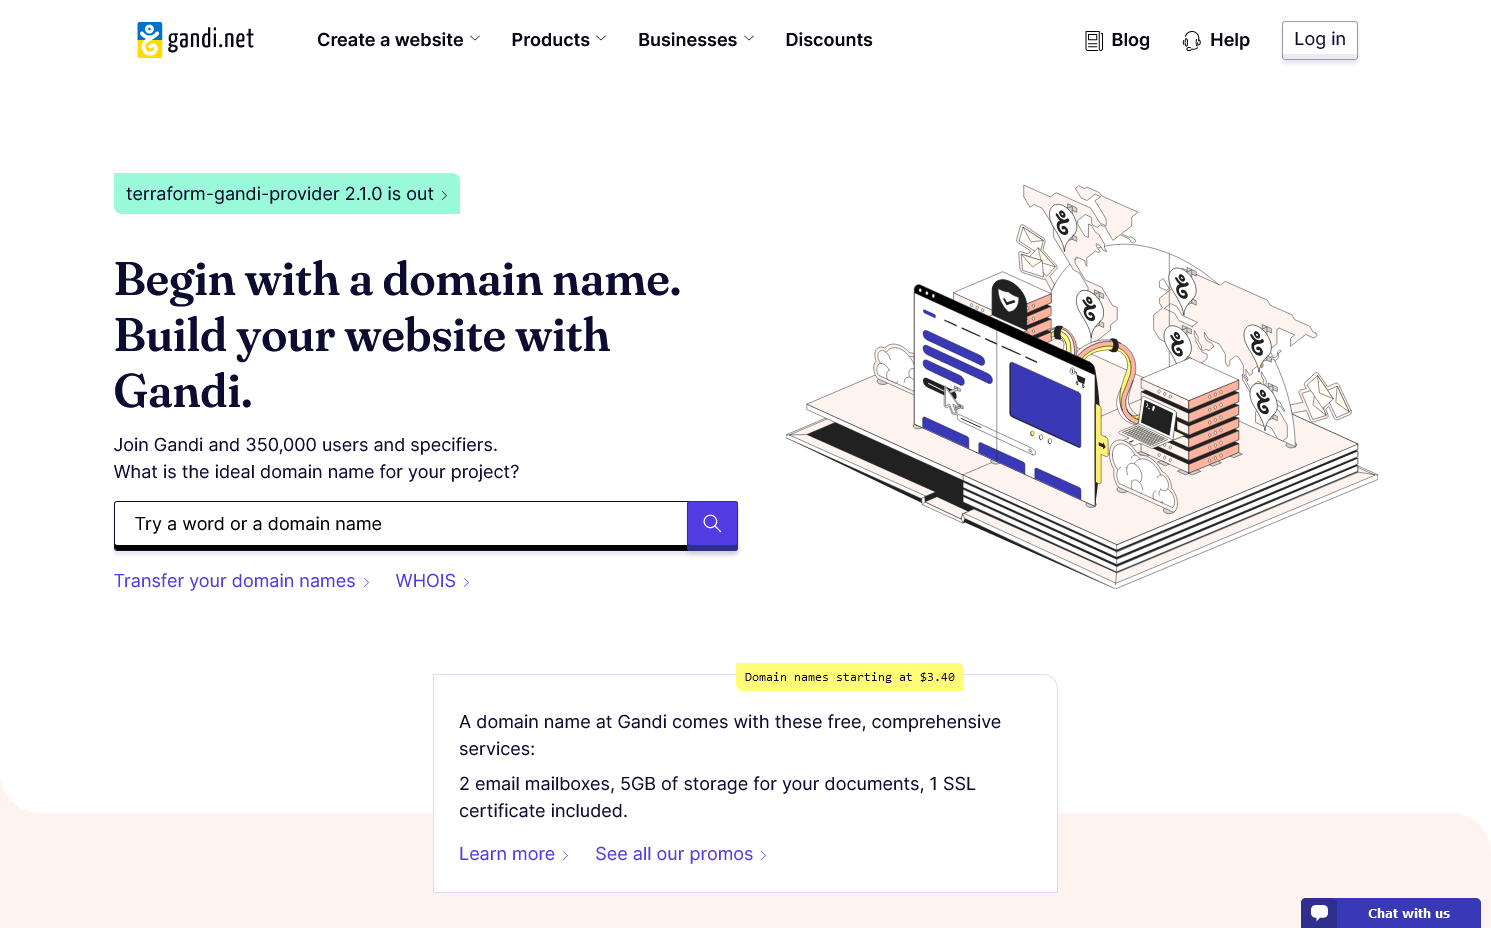 gandi.net
Create a website
Products
Businesses
Discounts
Blog
Help
Log in
terraform-gandi-provider 2.1.0 is out
Begin with a domain name.
Build your website with
Gandi.
Join Gandi and 350,000 users and specifiers.
What is the ideal domain name for your project?
Try a word or a domain name
Transfer your domain names
WHOIS
Domain names starting at $3.40
A domain name at Gandi comes with these free, comprehensive
services:
2 email mailboxes, 5GB of storage for your documents, 1 SSL
certificate included.
Learn more
See all our promos
Chat with us